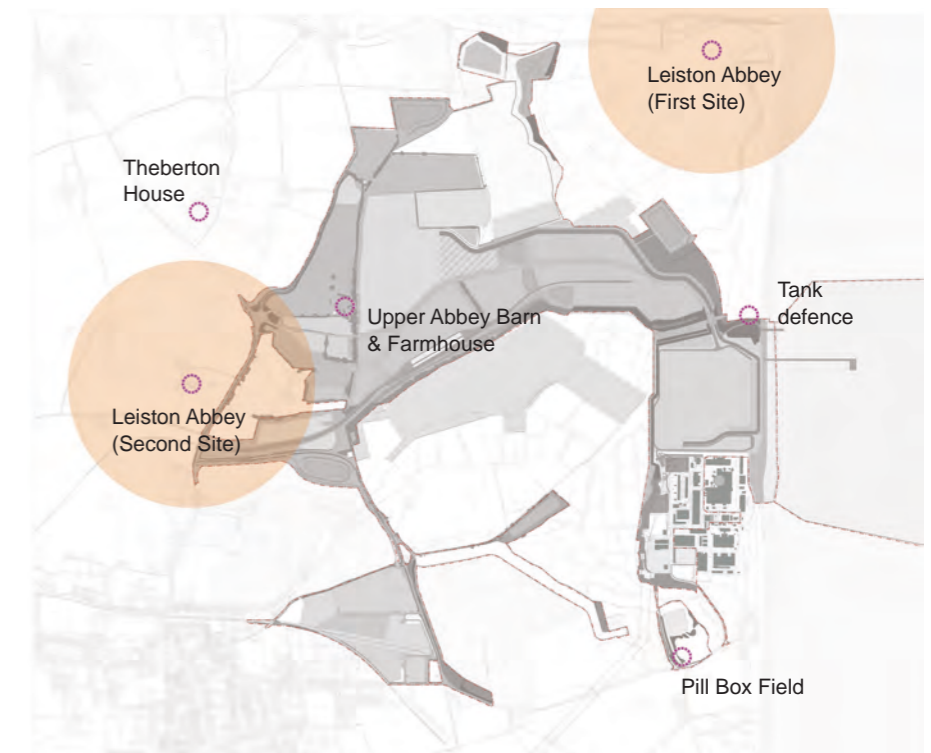 Leiston Abbey
(First Site)
Theberton
House
Tank
defence
Upper Abbey Barn
& Farmhouse
Leiston Abbey
(Second Site)
Pill Box Field